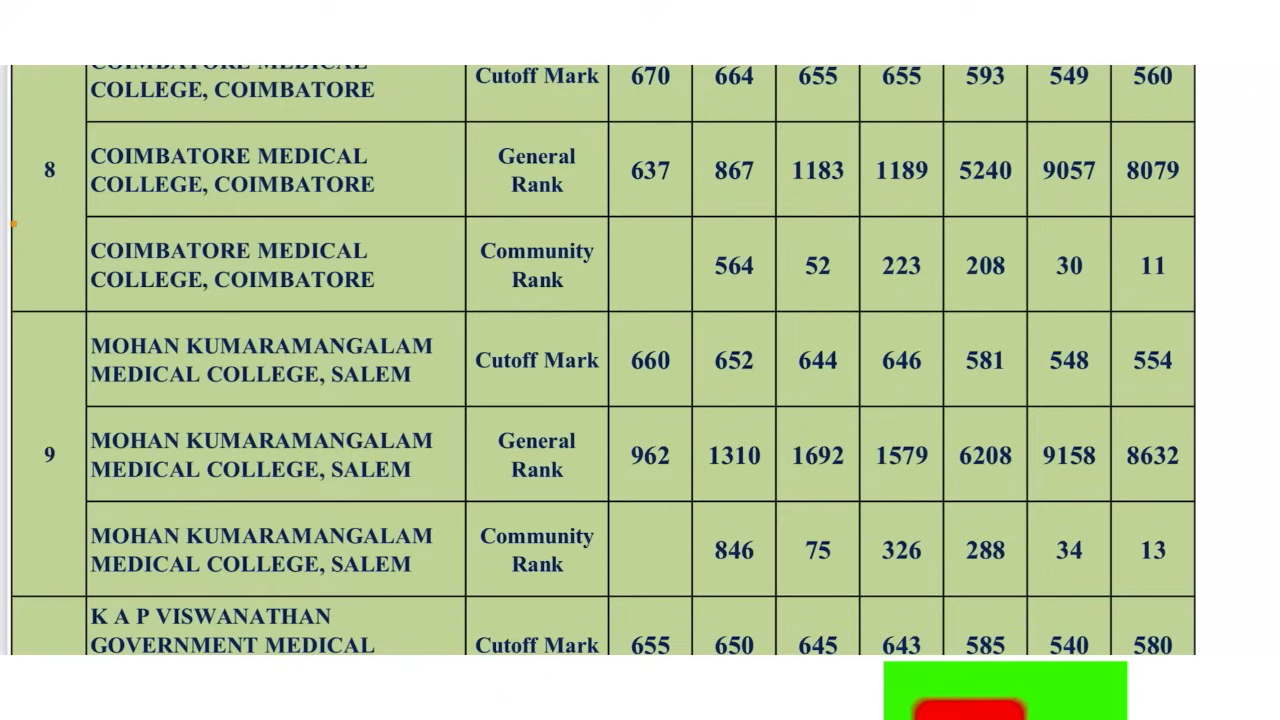 COIMBATORE MEDICAL
COLLEGE, COIMBATORE
Cutoff Mark 670 664 655 655 593 549 560
8
COIMBATORE MEDICAL
COLLEGE, COIMBATORE
General
Rank
637 867 1183 1189 5240 9057 8079
COIMBATORE MEDICAL
COLLEGE, COIMBATORE
Community
Rank
564 52 223 208 30 11
9
MOHAN KUMARAMANGALAM
MEDICAL COLLEGE, SALEM
Cutoff Mark 660 652 644 646 581 548 554
MOHAN KUMARAMANGALAM
MEDICAL COLLEGE, SALEM
General
Rank
962 1310 1692 1579 6208 9158 8632
MOHAN KUMARAMANGALAM
MEDICAL COLLEGE, SALEM
Community
Rank
846 75 326 288 34 13
K A P VISWANATHAN
GOVERNMENT MEDICAL
Cutoff Mark 655 650 645 643 585 540 580